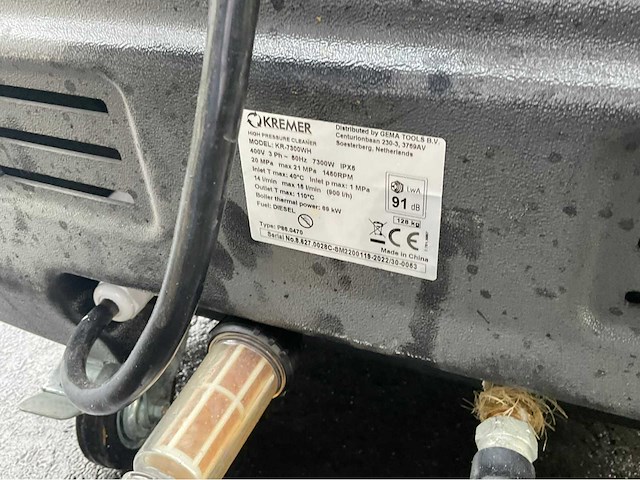 KREMER
Distributed by GEMA TOOLS B.V.
Centurionbaan 230-3, 3769AV
Soesterberg, Netherlands
HIGH PRESSURE CLEANER
MODEL: KR-7300WH
400V 3 Ph ~ 50Hz 7300W IPX5
20 MPa max 21 MPa 1450RPM
Inlet T max: 40°C Inlet p max: 1 MPa
14 l/min max 15 l/min (900 l/h)
Outlet T max: 110°C
Boiler thermal power: 69 kW
Fuel: DIESEL
LwA
91 dB
128 kg
CE
Made in China
Type: P86.0470
Serial No.8.627.0028C-SM2200119-2022/30-0053